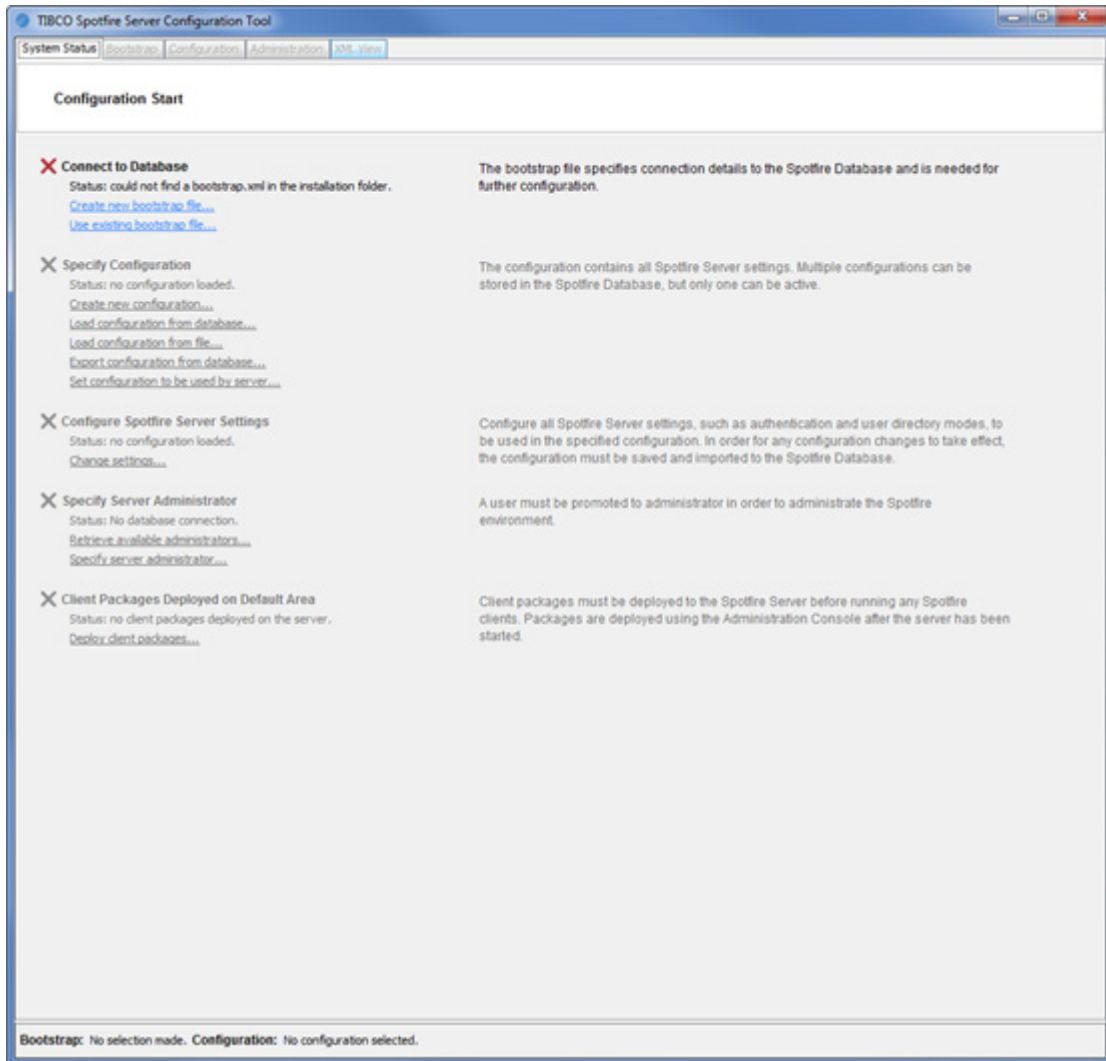 TIBCO Spotfire Server Configuration Tool
System Status Bootstrap Configuration Administration XML View
Configuration Start
Connect to Database
Status: could not find a bootstrap.xml in the installation folder.
Create new bootstrap file...
Use existing bootstrap file...
The bootstrap file specifies connection details to the Spotfire Database and is needed for
further configuration.
Specify Configuration
Status: no configuration loaded.
Create new configuration...
Load configuration from database...
Load configuration from file...
Export configuration from database...
Set configuration to be used by server...
The configuration contains all Spotfire Server settings. Multiple configurations can be
stored in the Spotfire Database, but only one can be active.
Configure Spotfire Server Settings
Status: no configuration loaded.
Change settings...
Configure all Spotfire Server settings, such as authentication and user directory modes, to
be used in the specified configuration. In order for any configuration changes to take effect,
the configuration must be saved and imported to the Spotfire Database.
Specify Server Administrator
Status: No database connection.
Retrieve available administrators...
Specify server administrator...
A user must be promoted to administrator in order to administrate the Spotfire
environment.
Client Packages Deployed on Default Area
Status: no client packages deployed on the server.
Deploy client packages...
Client packages must be deployed to the Spotfire Server before running any Spotfire
clients. Packages are deployed using the Administration Console after the server has been
started.
Bootstrap: No selection made. Configuration: No configuration selected.